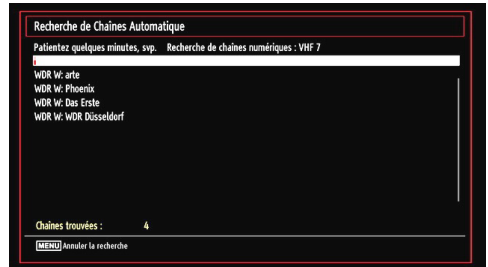 Recherche de Chaînes Automatique
Patientez quelques minutes, svp. Recherche de chaînes numériques : VHF 7
WDR W: arte
WDR W: Phoenix
WDR W: Das Erste
WDR W: WDR Düsseldorf
Chaînes trouvées : 4
MENU Annuler la recherche